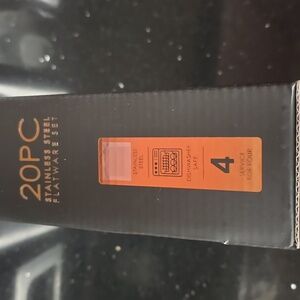 20PC
STAINLESS STEEL
FLATWARE SET
STAINLESS
STEEL
DISHWASHER
SAFE
4
SERVICE
FOR FOUR